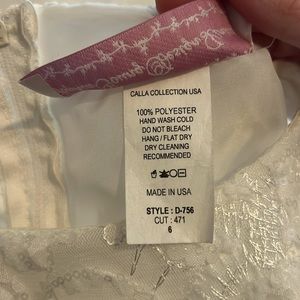 CALLA COLLECTION USA
100% POLYESTER
HAND WASH COLD
DO NOT BLEACH
HANG / FLAT DRY
DRY CLEANING
RECOMMENDED
MADE IN USA
STYLE : D-756
CUT : 471
6